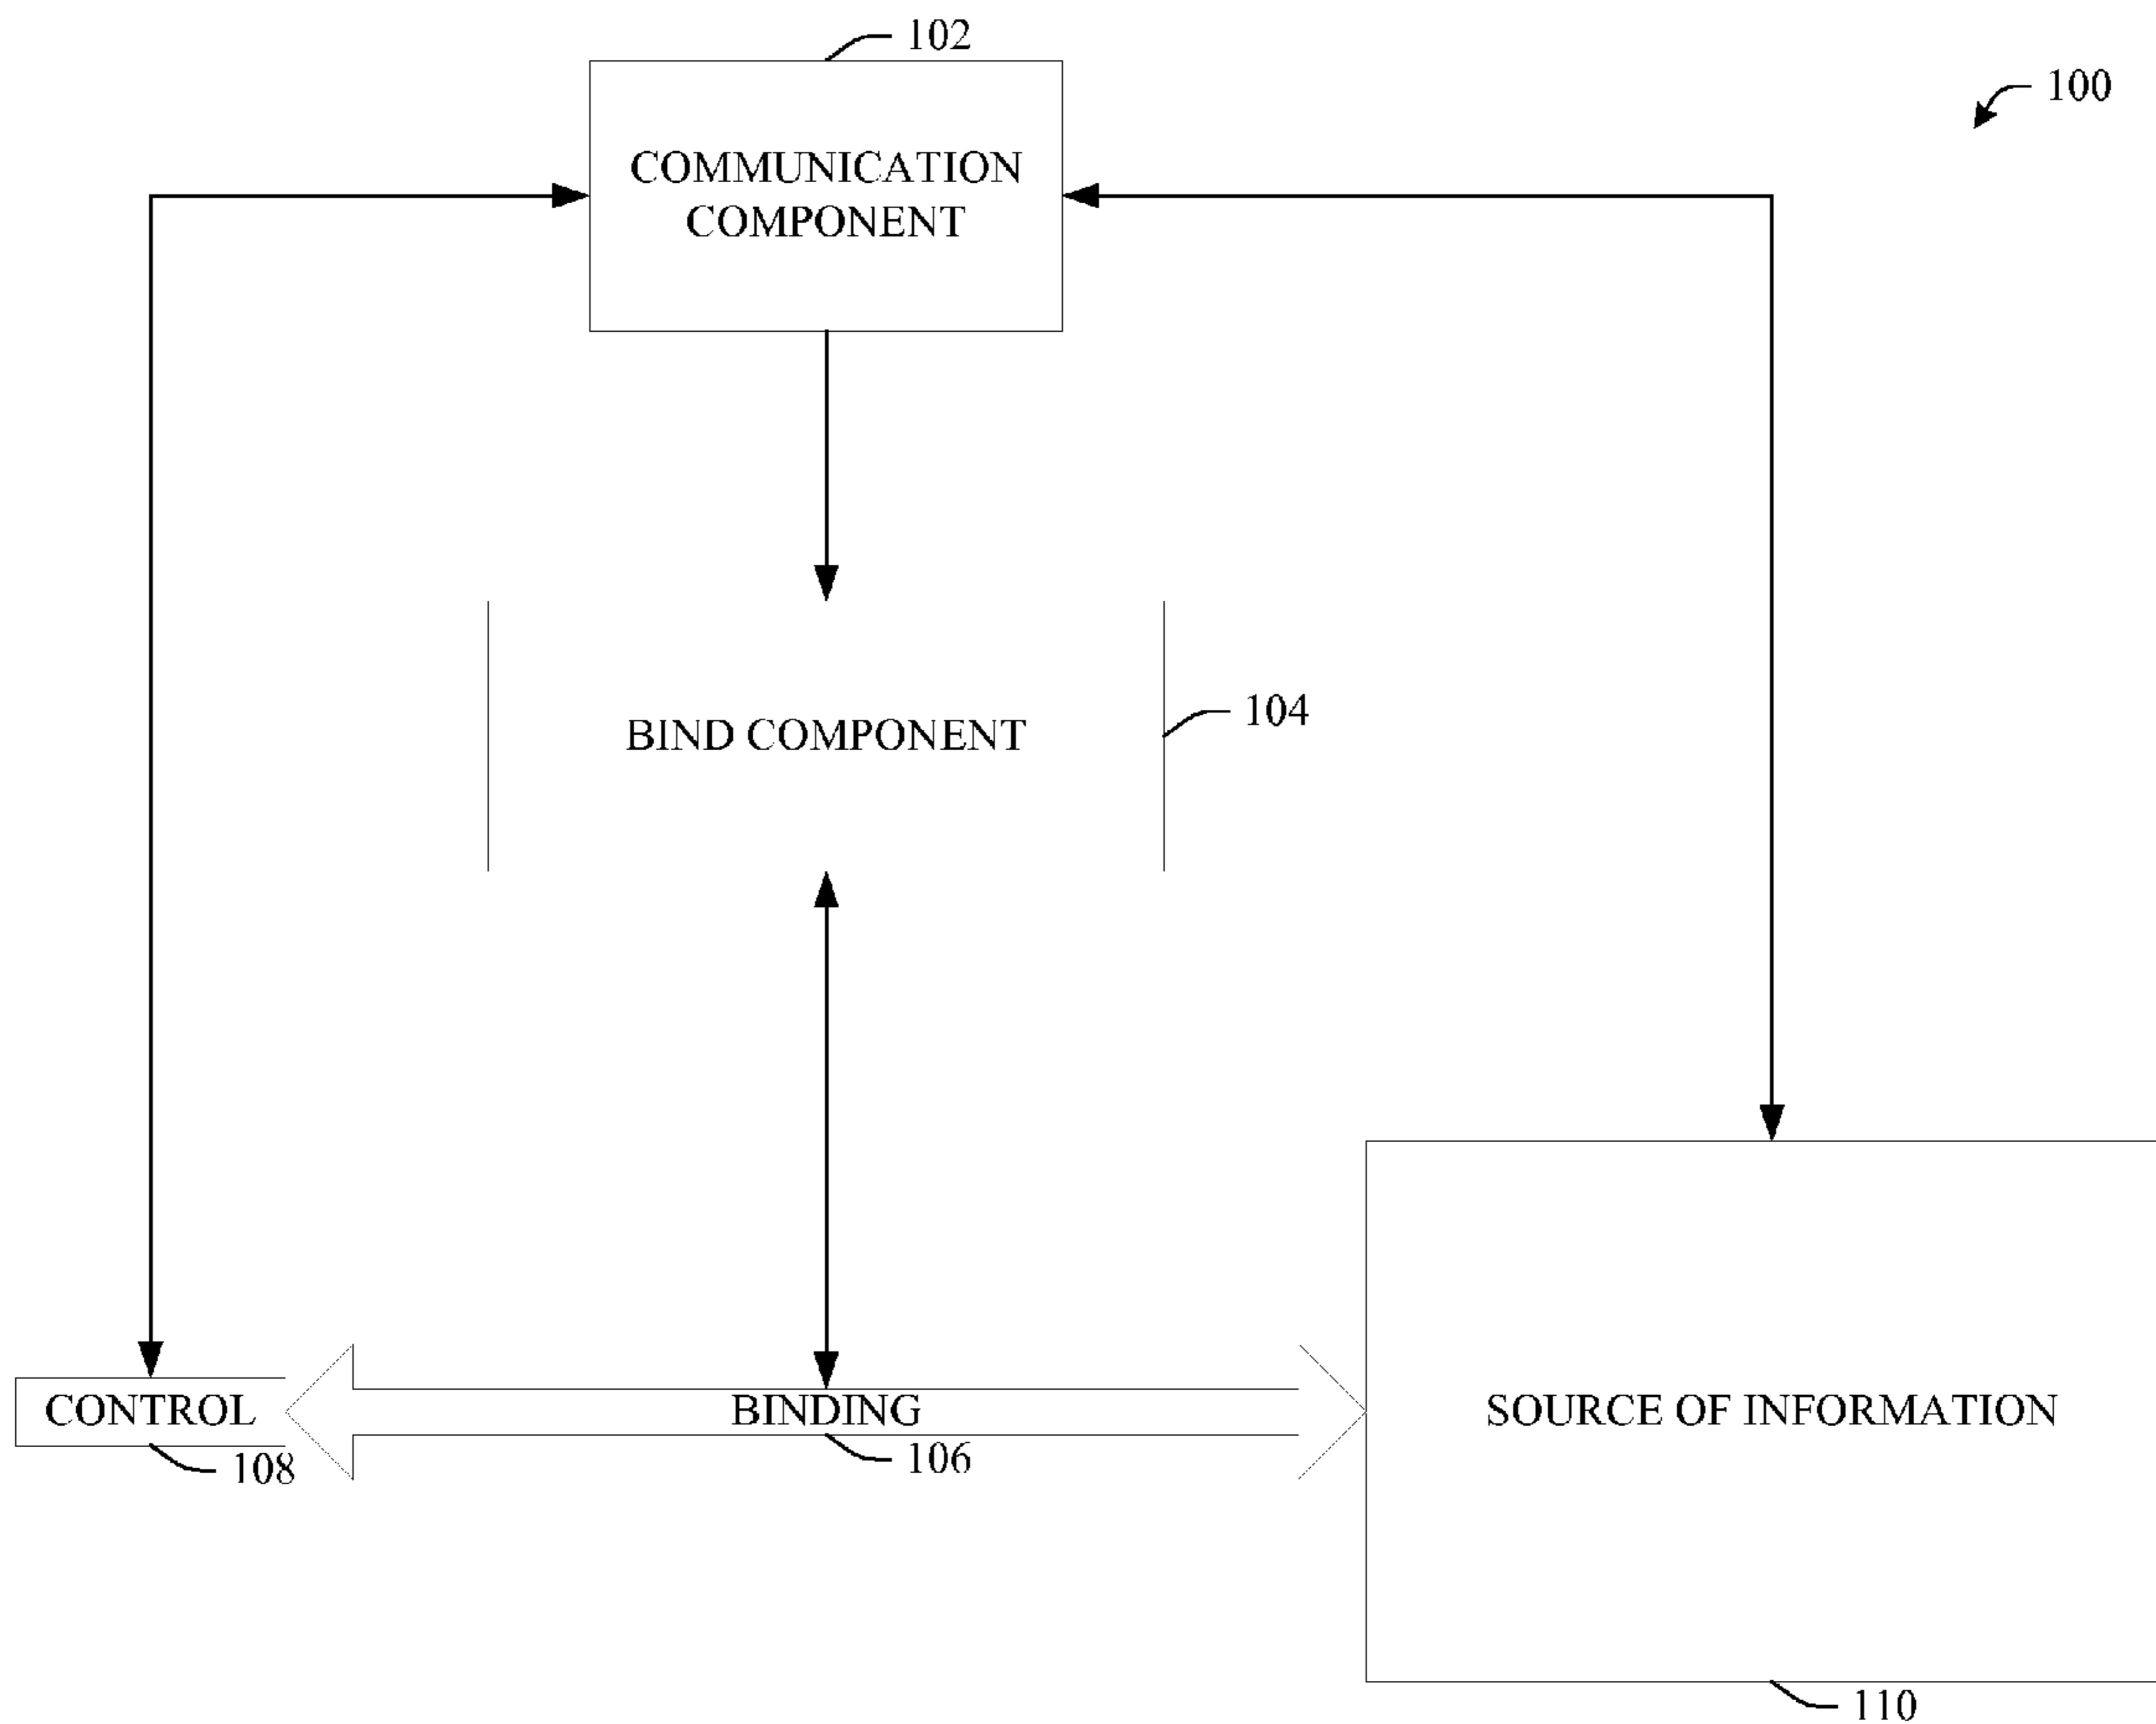 102
100
COMMUNICATION
COMPONENT
BIND COMPONENT
104
CONTROL
BINDING
SOURCE OF INFORMATION
108
106
110